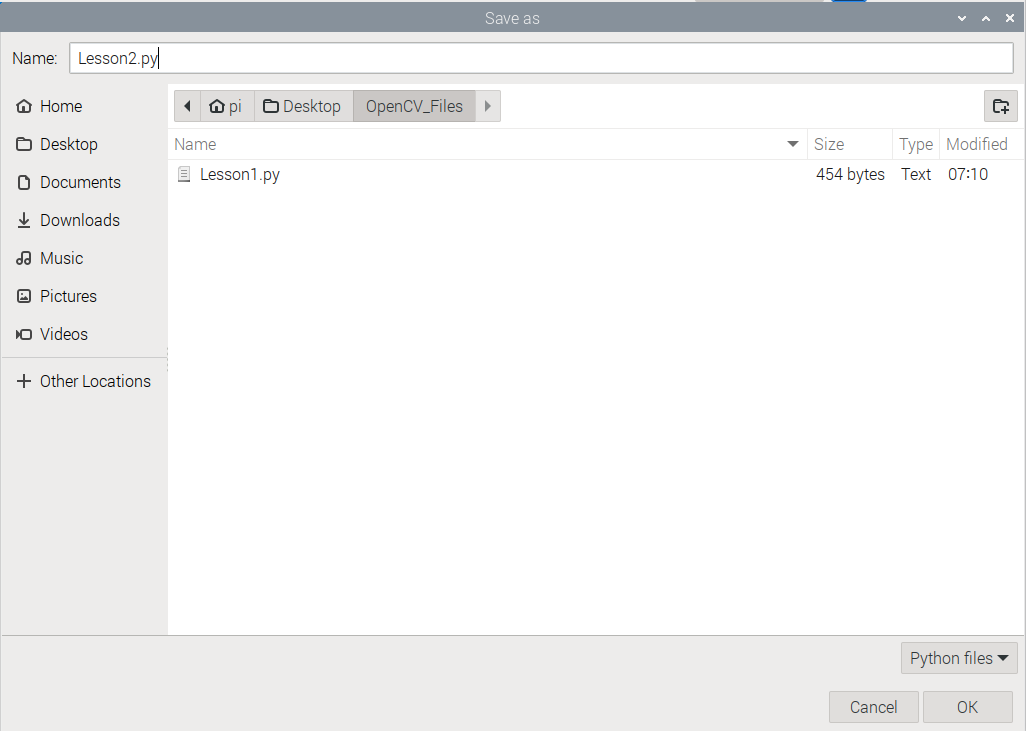 Save as
Name: Lesson2.py
Home
Desktop
Documents
Downloads
Music
Pictures
Videos
Other Locations
pi Desktop OpenCV_Files
Name Size Type Modified
Lesson1.py 454 bytes Text 07:10
Python files
Cancel OK